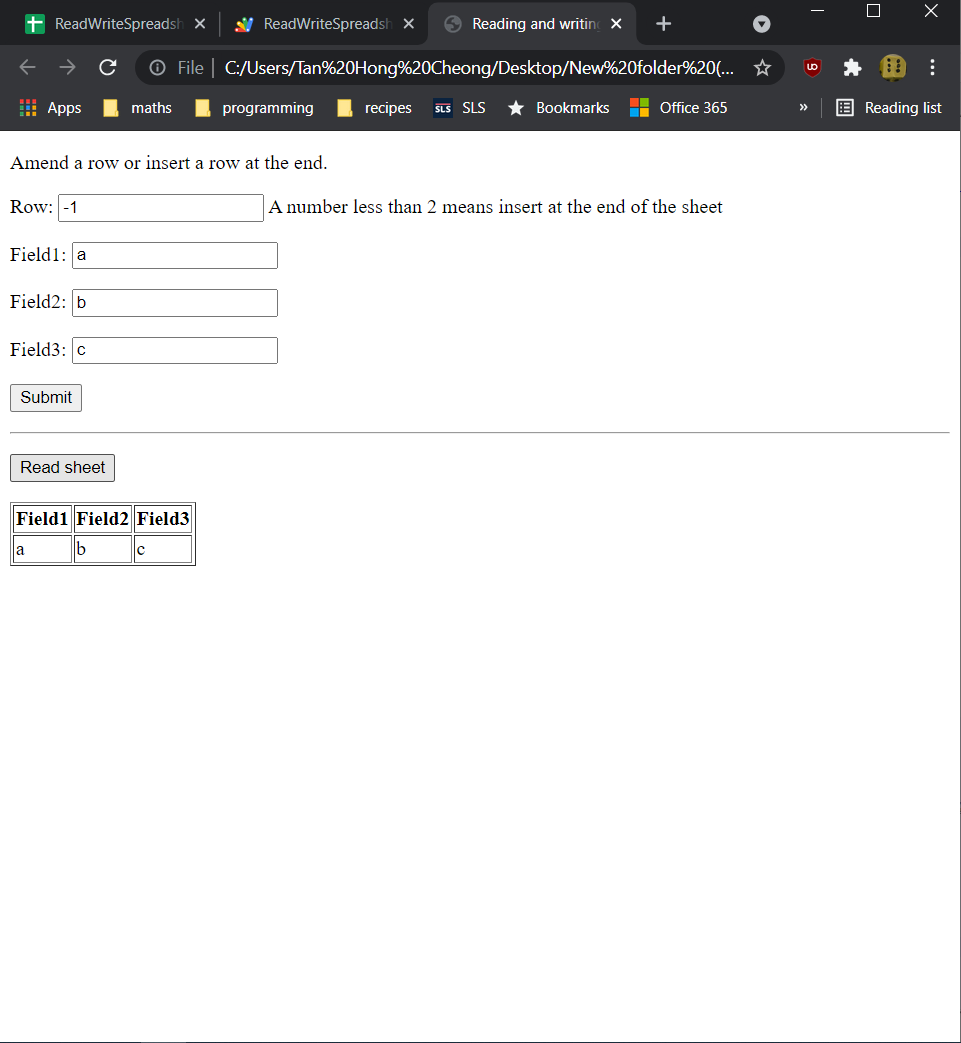 ReadWriteSpreadsh ReadWriteSpreadsh Reading and writing
File C:/Users/Tan%20Hong%20Cheong/Desktop/New%20folder%20(...
Apps maths programming recipes SLS SLS Bookmarks Office 365 » Reading list
Amend a row or insert a row at the end.
Row: -1 A number less than 2 means insert at the end of the sheet
Field1: a
Field2: b
Field3: c
Submit
Read sheet
Field1 Field2 Field3
a b c